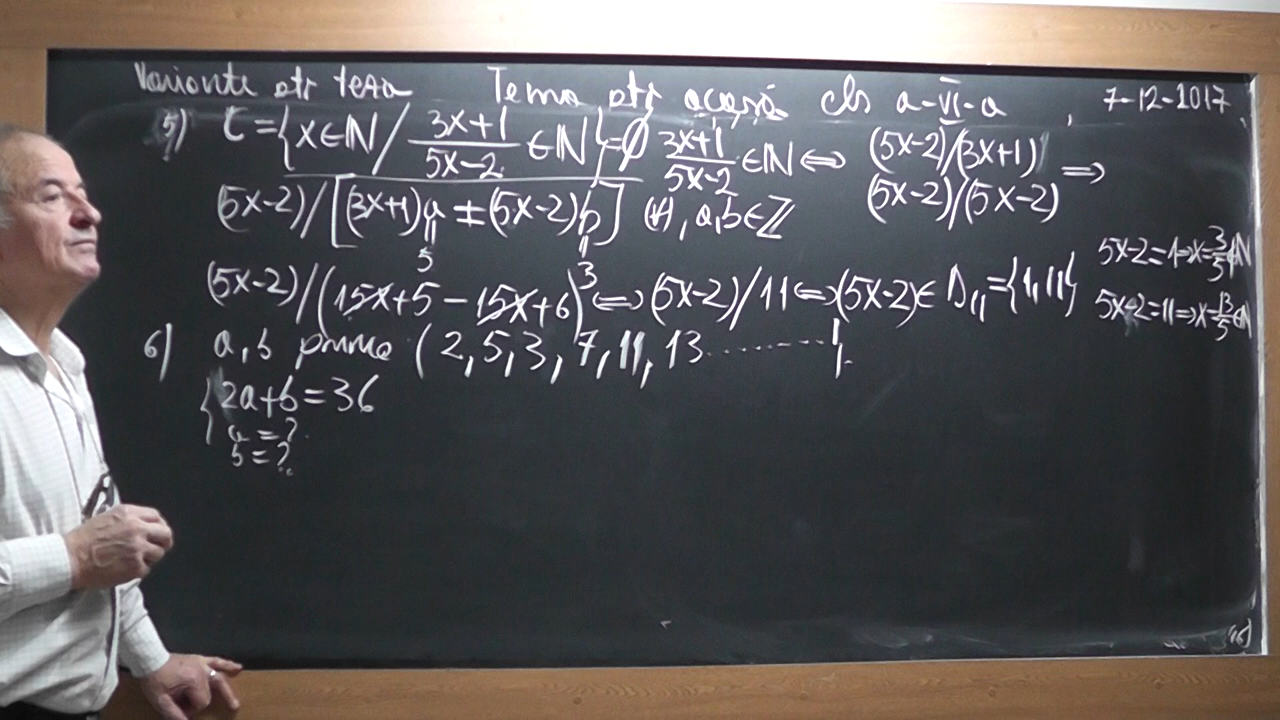 Variante ptr teza Tema ptr acasă cls a-VI-a, 7-12-2017
5) C = {x∈ℕ / (3x+1)/(5x-2) ∈ℕ} = ∅ (3x+1)/(5x-2) ∈ℕ ⇔ (5x-2)/(3x+1)
(5x-2)/(5x-2) ⇒
(5x-2)/[(3x+1)a ± (5x-2)b] (∀), a,b∈ℤ
5 3
(5x-2)/(15x+5-15x+6) ⇔ (5x-2)/11 ⇔ (5x-2)∈ D₁₁={1,11}
5x-2=1⇒x=3/5∉ℕ
5x-2=11⇒x=13/5∉ℕ
6) a,b prime (2,5,3,7,11,13..........)
{2a+b=36
a=?
b=?